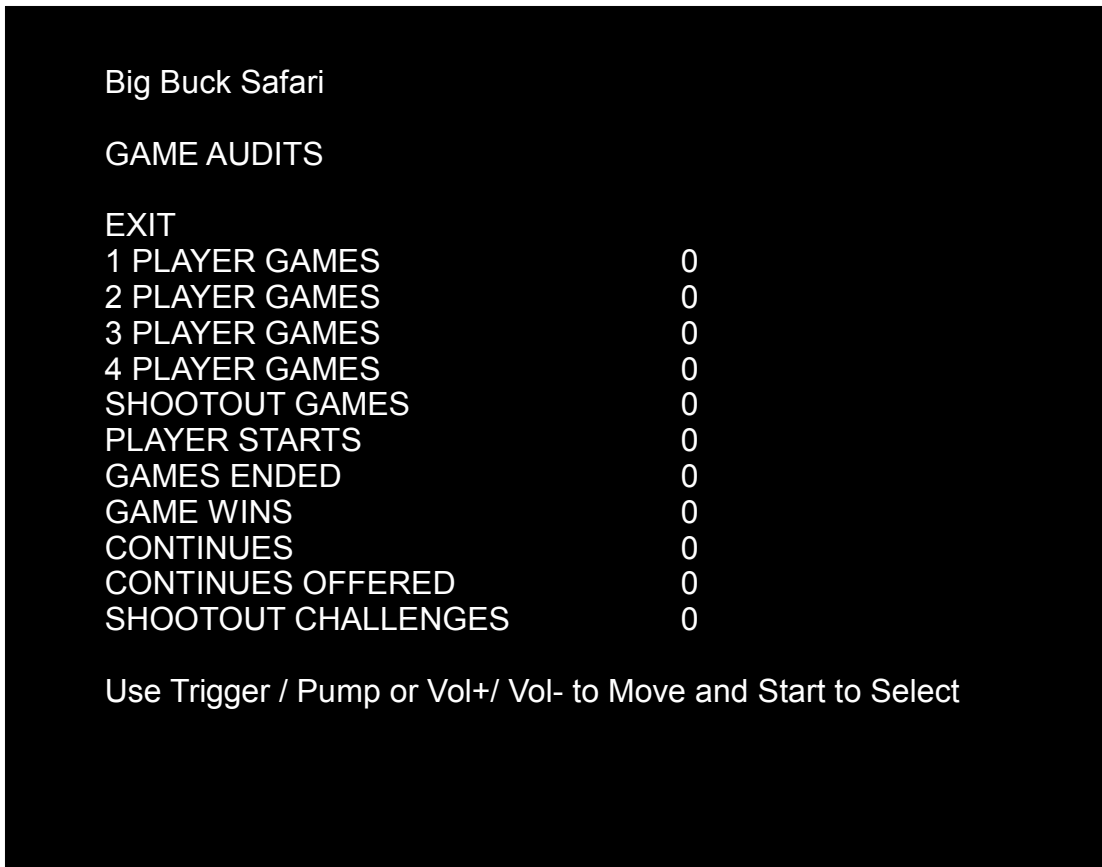 Big Buck Safari
GAME AUDITS
EXIT
1 PLAYER GAMES 0
2 PLAYER GAMES 0
3 PLAYER GAMES 0
4 PLAYER GAMES 0
SHOOTOUT GAMES 0
PLAYER STARTS 0
GAMES ENDED 0
GAME WINS 0
CONTINUES 0
CONTINUES OFFERED 0
SHOOTOUT CHALLENGES 0
Use Trigger / Pump or Vol+/ Vol- to Move and Start to Select